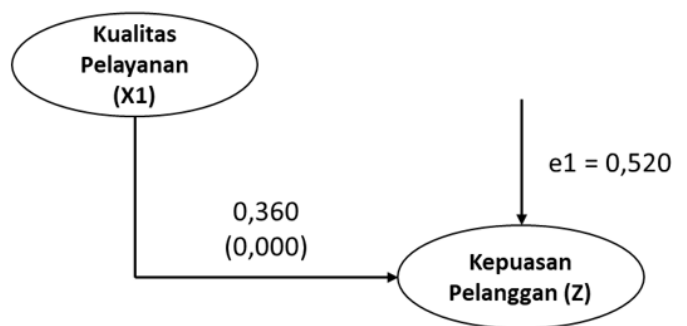 Kualitas
Pelayanan
(X1)
e1 = 0,520
0,360
(0,000)
Kepuasan
Pelanggan (Z)